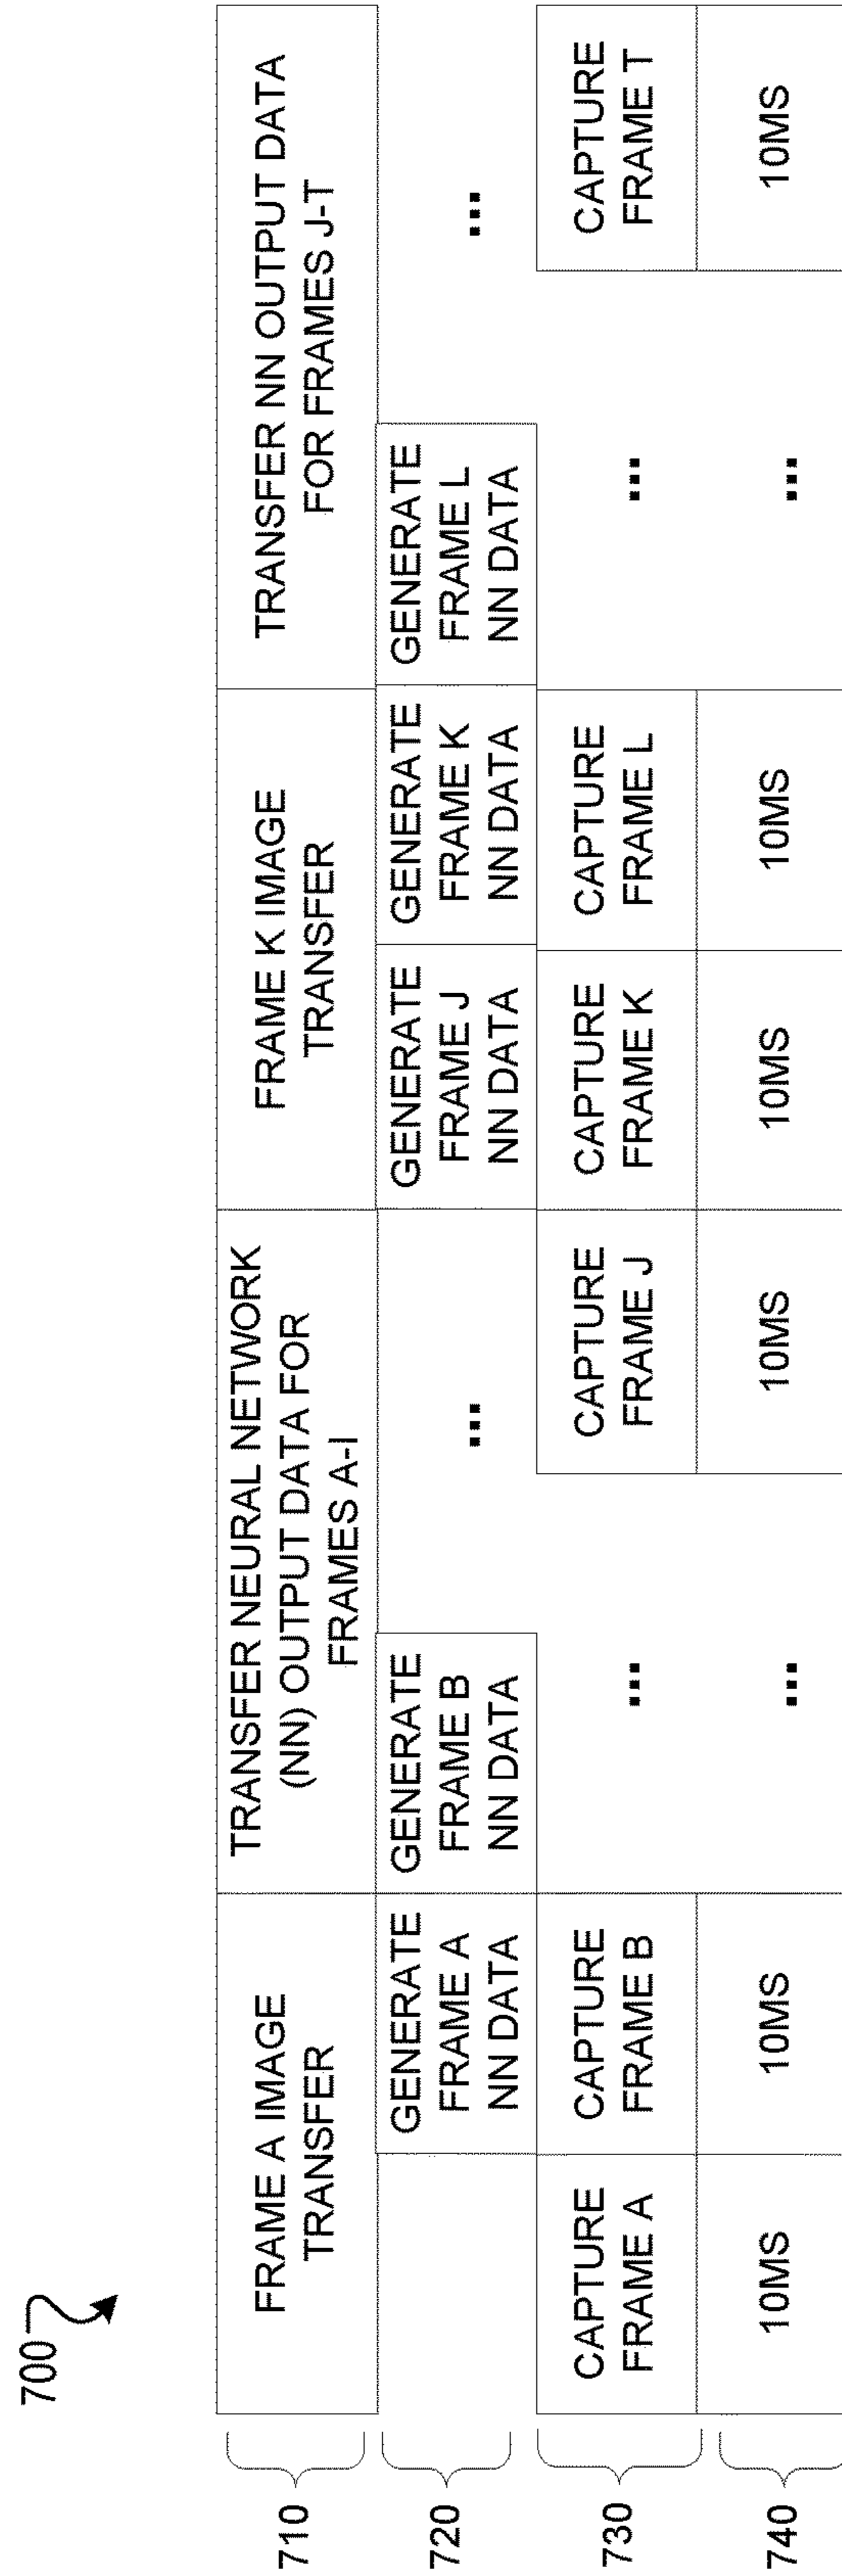 700
710
FRAME A IMAGE
TRANSFER
TRANSFER NEURAL NETWORK
(NN) OUTPUT DATA FOR
FRAMES A-I
FRAME K IMAGE
TRANSFER
TRANSFER NN OUTPUT DATA
FOR FRAMES J-T
720
GENERATE
FRAME A
NN DATA
GENERATE
FRAME B
NN DATA
...
GENERATE
FRAME J
NN DATA
GENERATE
FRAME K
NN DATA
GENERATE
FRAME L
NN DATA
...
730
CAPTURE
FRAME A
CAPTURE
FRAME B
...
CAPTURE
FRAME J
CAPTURE
FRAME K
CAPTURE
FRAME L
...
CAPTURE
FRAME T
740
10MS
10MS
...
10MS
10MS
10MS
...
10MS